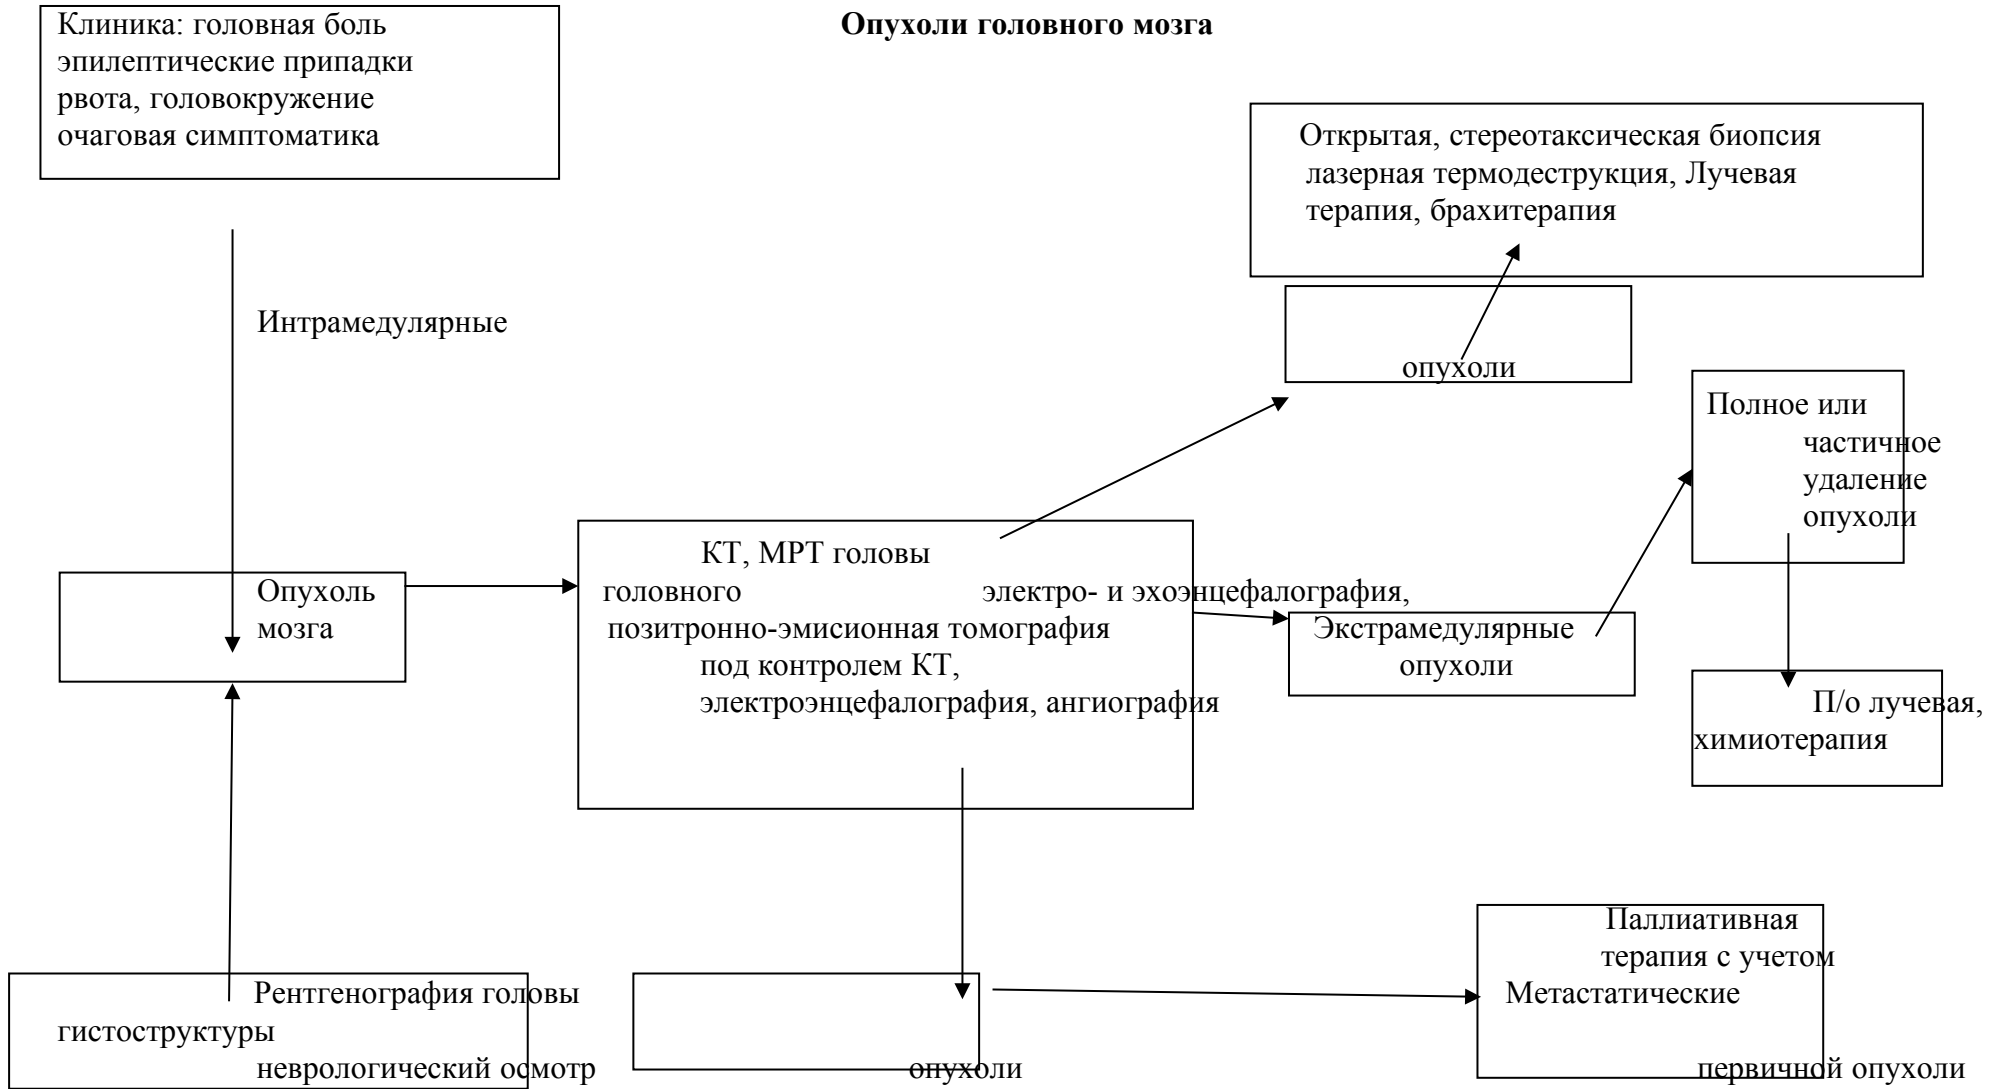 Опухоли головного мозга
Клиника: головная боль
эпилептические припадки
рвота, головокружение
очаговая симптоматика
Открытая, стереотаксическая биопсия
лазерная термодеструкция, Лучевая
терапия, брахитерапия
Интрамедулярные
опухоли
Полное или
частичное
удаление
опухоли
КТ, МРТ головы
Опухоль
головного
электро- и эхоэнцефалография,
мозга
позитронно-эмисионная томография
под контролем КТ,
электроэнцефалография, ангиография
Экстрамедулярные
опухоли
П/о лучевая,
химиотерапия
Паллиативная
терапия с учетом
Рентгенография головы
Метастатические
гистоструктуры
неврологический осмотр
опухоли
первичной опухоли